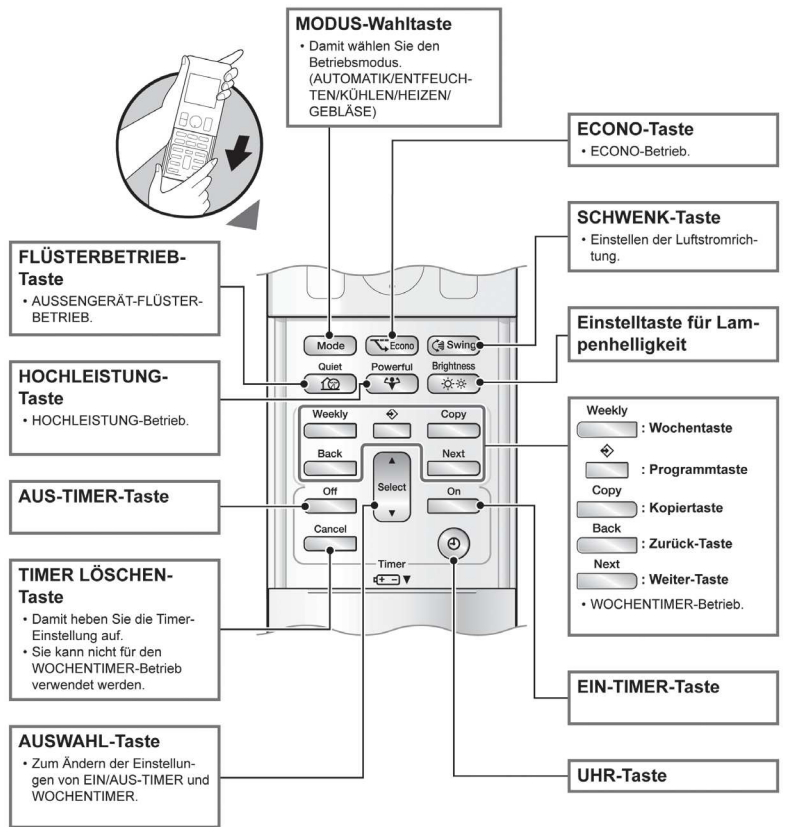 MODUS-Wahltaste
• Damit wählen Sie den
Betriebsmodus.
(AUTOMATIK/ENTFEUCH-
TEN/KÜHLEN/HEIZEN/
GEBLÄSE)
ECONO-Taste
• ECONO-Betrieb.
SCHWENK-Taste
• Einstellen der Luftstromrich-
tung.
Einstelltaste für Lam-
penhelligkeit
FLÜSTERBETRIEB-
Taste
• AUSSENGERÄT-FLÜSTER-
BETRIEB.
HOCHLEISTUNG-
Taste
• HOCHLEISTUNG-Betrieb.
AUS-TIMER-Taste
TIMER LÖSCHEN-
Taste
• Damit heben Sie die Timer-
Einstellung auf.
• Sie kann nicht für den
WOCHENTIMER-Betrieb
verwendet werden.
AUSWAHL-Taste
• Zum Ändern der Einstellun-
gen von EIN/AUS-TIMER und
WOCHENTIMER.
Mode Econo Swing
Quiet Powerful Brightness
Weekly Copy
Back Next
Select
Off On
Cancel
Timer
+ −
Weekly
: Wochentaste
: Programmtaste
Copy
: Kopiertaste
Back
: Zurück-Taste
Next
: Weiter-Taste
• WOCHENTIMER-Betrieb.
EIN-TIMER-Taste
UHR-Taste